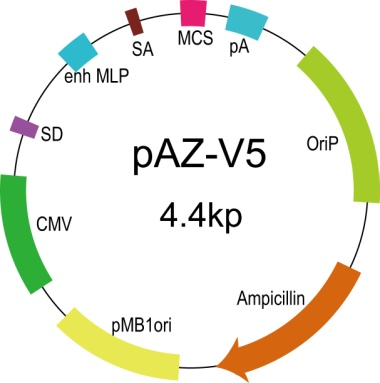 MCS
pA
SA
enh MLP
SD
OriP
pAZ-V5
4.4kp
CMV
Ampicillin
pMB1ori